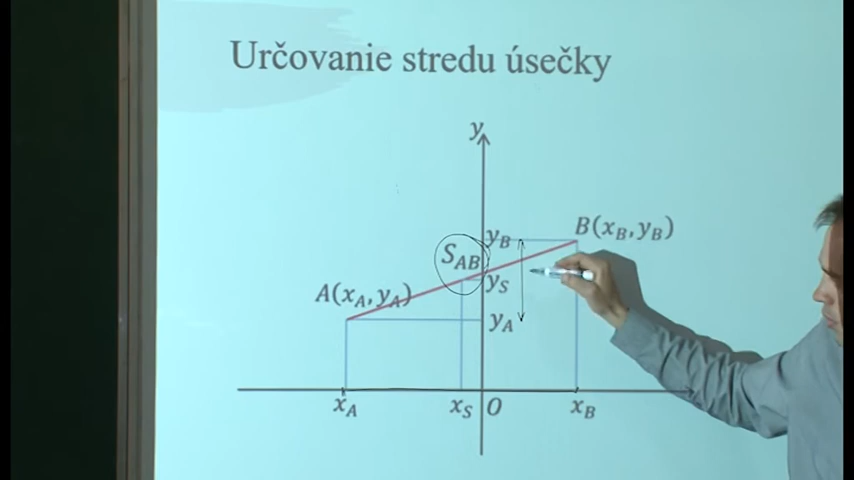 Určovanie stredu úsečky
y
y_B
B(x_B, y_B)
S_AB
y_S
A(x_A, y_A)
y_A
x_A
x_S
O
x_B